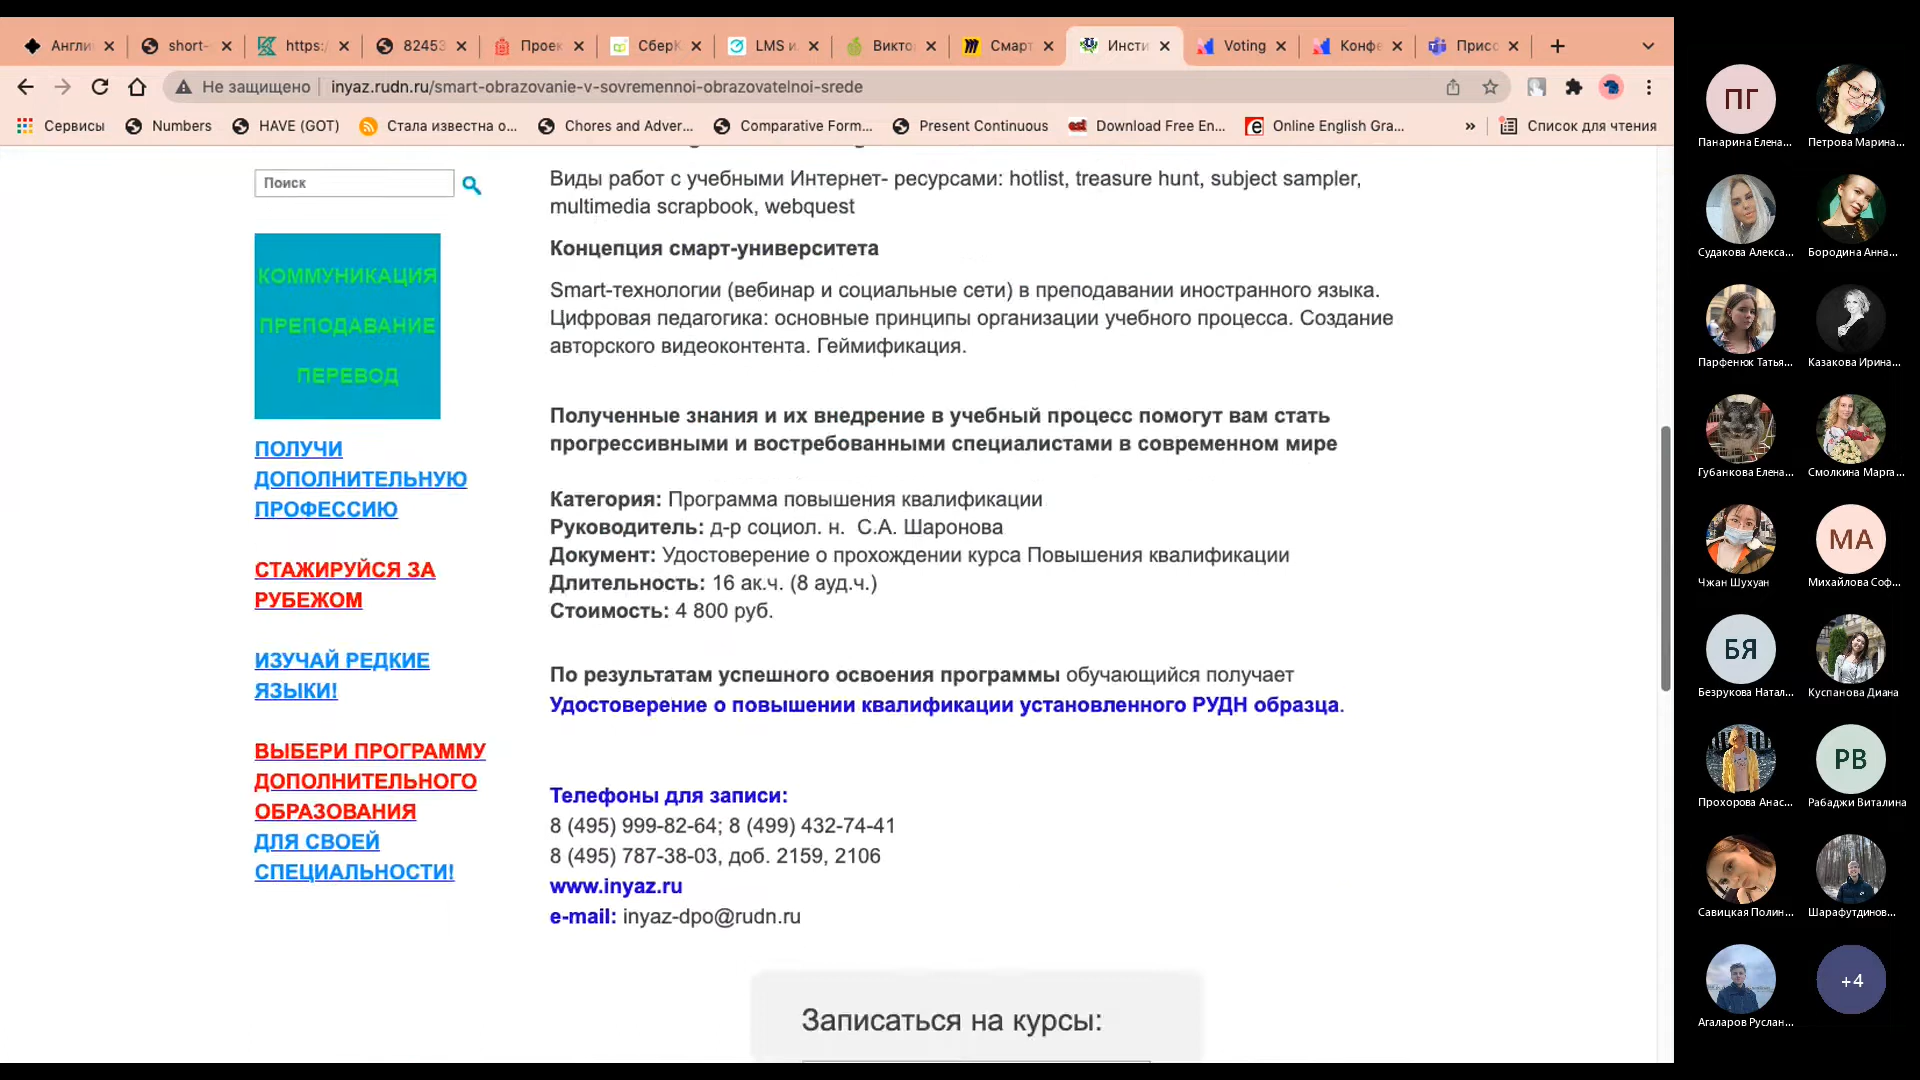 Англи
short-
https:/
82453
Проек
СберК
LMS и
Викто
Смарт
Инсти
Voting
Конфе
Присо
Не защищено
inyaz.rudn.ru/smart-obrazovanie-v-sovremennoi-obrazovatelnoi-srede
Сервисы
Numbers
HAVE (GOT)
Стала известна о...
Chores and Adver...
Comparative Form...
Present Continuous
Download Free En...
Online English Gra...
»
Список для чтения
Поиск
КОММУНИКАЦИЯ
ПРЕПОДАВАНИЕ
ПЕРЕВОД
ПОЛУЧИ
ДОПОЛНИТЕЛЬНУЮ
ПРОФЕССИЮ
СТАЖИРУЙСЯ ЗА
РУБЕЖОМ
ИЗУЧАЙ РЕДКИЕ
ЯЗЫКИ!
ВЫБЕРИ ПРОГРАММУ
ДОПОЛНИТЕЛЬНОГО
ОБРАЗОВАНИЯ
ДЛЯ СВОЕЙ
СПЕЦИАЛЬНОСТИ!
Виды работ с учебными Интернет- ресурсами: hotlist, treasure hunt, subject sampler,
multimedia scrapbook, webquest
Концепция смарт-университета
Smart-технологии (вебинар и социальные сети) в преподавании иностранного языка.
Цифровая педагогика: основные принципы организации учебного процесса. Создание
авторского видеоконтента. Геймификация.
Полученные знания и их внедрение в учебный процесс помогут вам стать
прогрессивными и востребованными специалистами в современном мире
Категория: Программа повышения квалификации
Руководитель: д-р социол. н. С.А. Шаронова
Документ: Удостоверение о прохождении курса Повышения квалификации
Длительность: 16 ак.ч. (8 ауд.ч.)
Стоимость: 4 800 руб.
По результатам успешного освоения программы обучающийся получает
Удостоверение о повышении квалификации установленного РУДН образца.
Телефоны для записи:
8 (495) 999-82-64; 8 (499) 432-74-41
8 (495) 787-38-03, доб. 2159, 2106
www.inyaz.ru
e-mail: inyaz-dpo@rudn.ru
Записаться на курсы:
ПГ
Панарина Елена...
Петрова Марина...
Судакова Алекса...
Бородина Анна...
Парфенюк Татья...
Казакова Ирина...
Губанкова Елена...
Смолкина Марга...
Чжан Шухуан
МА
Михайлова Соф...
БЯ
Безрукова Натал...
Куспанова Диана
Прохорова Анас...
РВ
Рабаджи Виталина
Савицкая Полин...
Шарафутдинов...
Агаларов Руслан...
+4